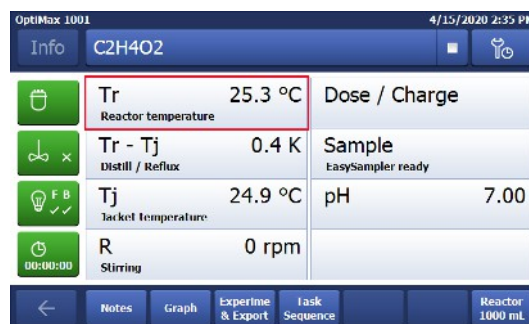 OptiMax 1001
4/15/2020 2:35 PM
Info
C2H4O2
Tr
25.3 °C
Reactor temperature
Dose / Charge
Tr - Tj
0.4 K
Distill / Reflux
Sample
EasySampler ready
F B
Tj
24.9 °C
Jacket temperature
pH
7.00
00:00:00
R
0 rpm
Stirring
Notes
Graph
Experime
& Export
Task
Sequence
Reactor
1000 mL